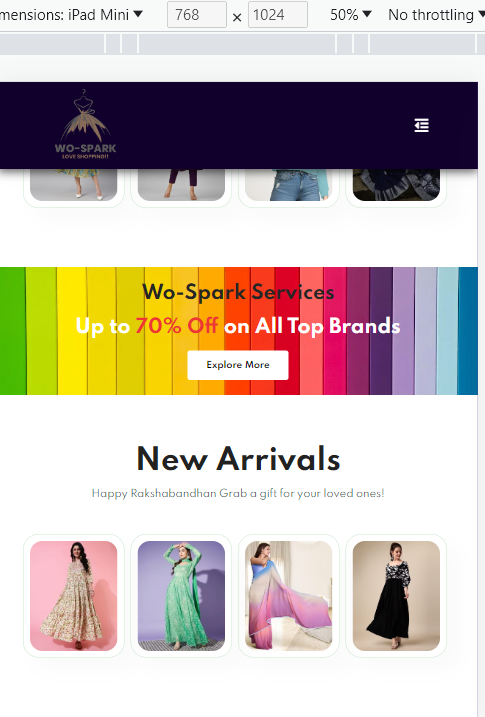 mensions: iPad Mini 768 × 1024 50% No throttling
WO-SPARK
LOVE SHOPPING!!
Wo-Spark Services
Up to 70% Off on All Top Brands
Explore More
New Arrivals
Happy Rakshabandhan Grab a gift for your loved ones!